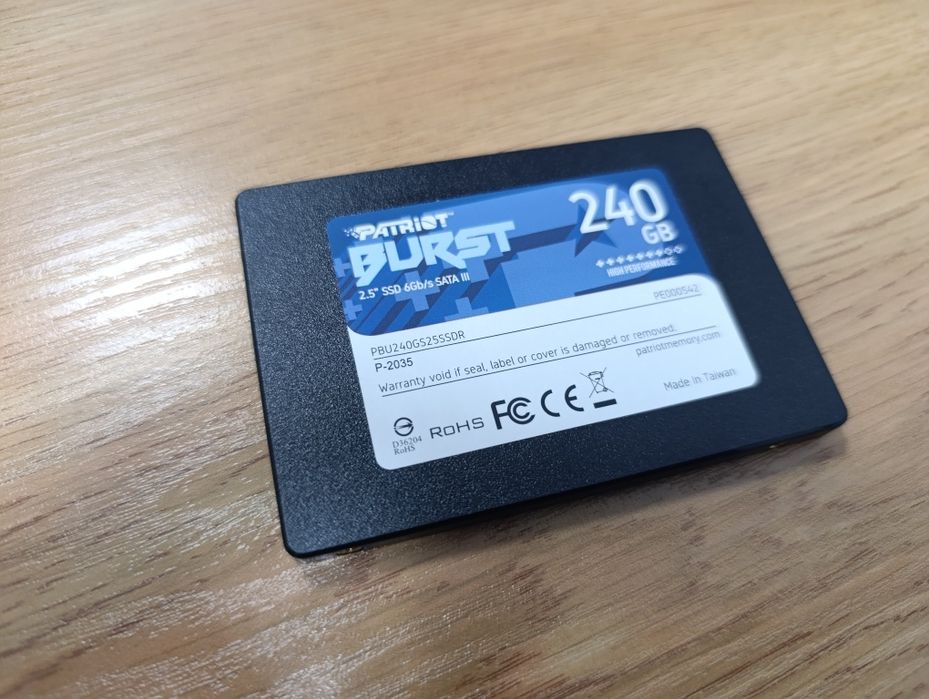 PATRIOT™
BURST
2.5" SSD 6Gb/s SATA III
240
GB
HIGH PERFORMANCE
PBU240GS25SSDR
PE000542
P-2035
Warranty void if seal, label or cover is damaged or removed.
patriotmemory.com
D36204
RoHS
RoHS
FC
CE
Made in Taiwan